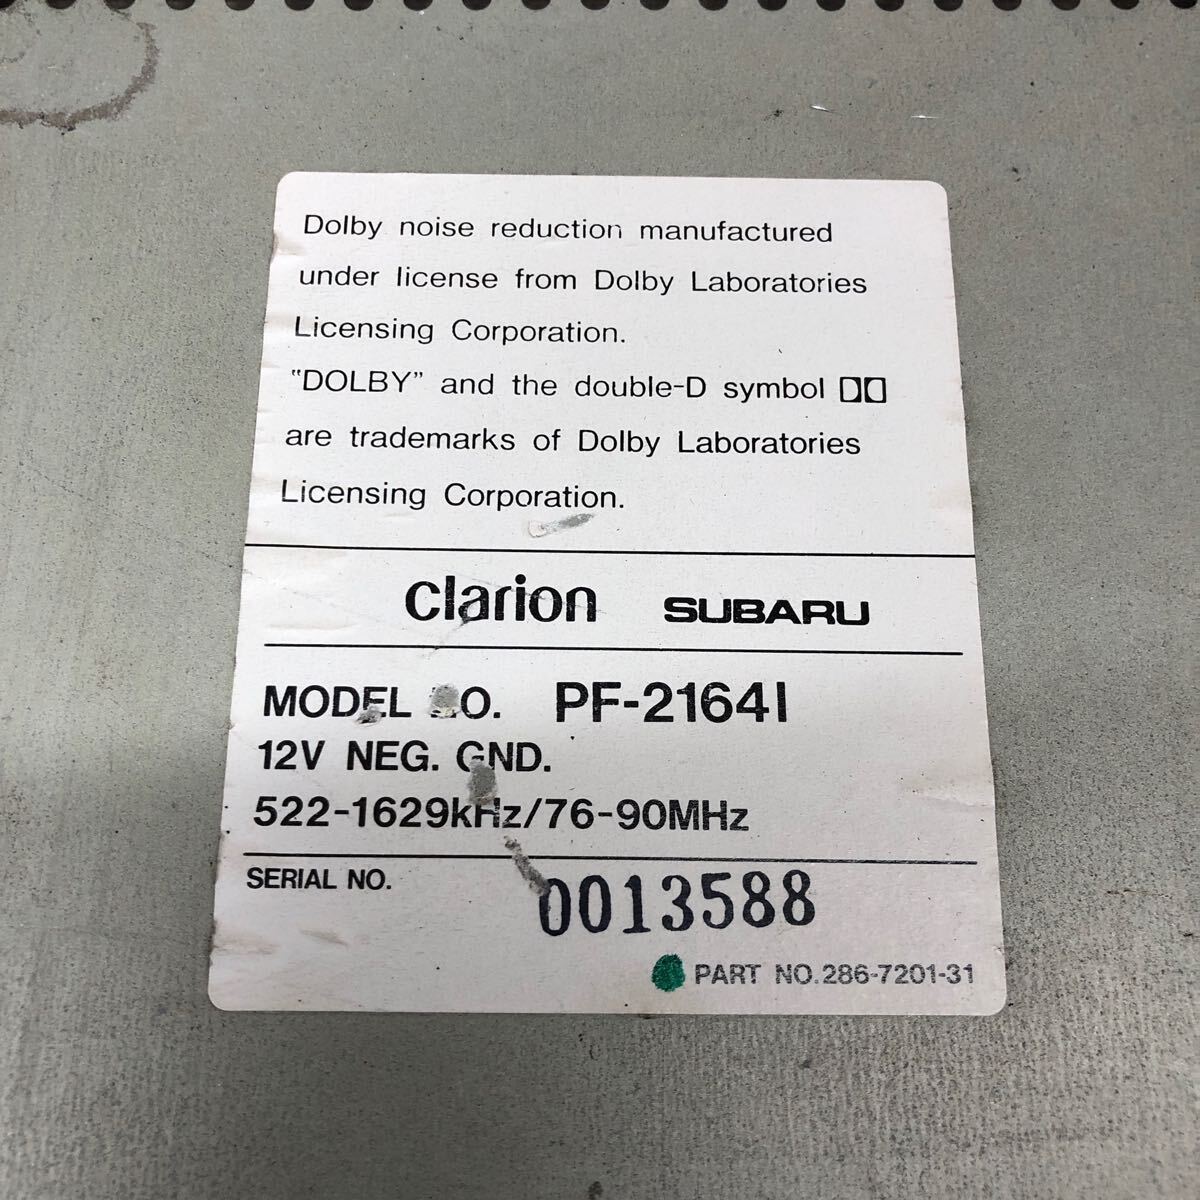 Dolby noise reduction manufactured
under license from Dolby Laboratories
Licensing Corporation.
"DOLBY" and the double-D symbol
are trademarks of Dolby Laboratories
Licensing Corporation.
clarion SUBARU
MODEL NO. PF-2164I
12V NEG. GND.
522-1629kHz/76-90MHz
SERIAL NO. 0013588
PART NO.286-7201-31